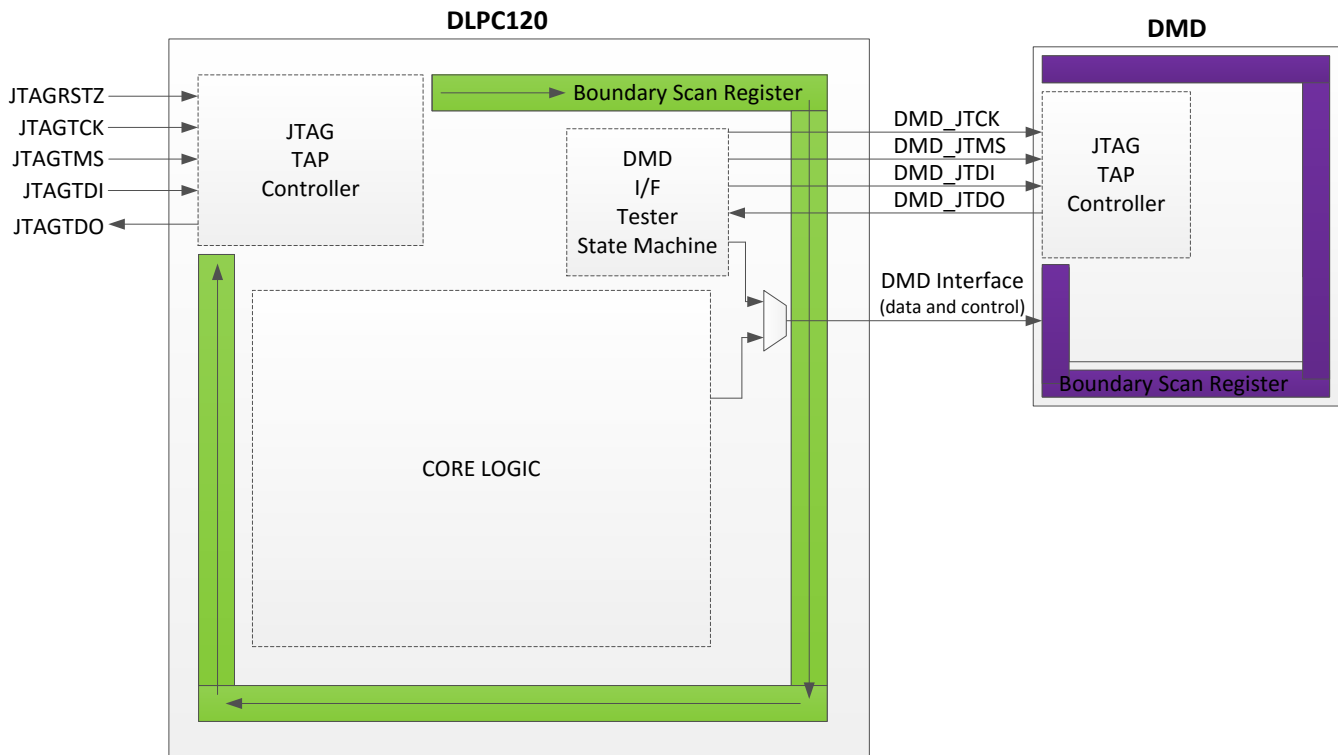 DLPC120
DMD
JTAGRSTZ
JTAGTCK
JTAGTMS
JTAGTDI
JTAGTDO
JTAG
TAP
Controller
Boundary Scan Register
DMD
I/F
Tester
State Machine
DMD_JTCK
DMD_JTMS
DMD_JTDI
DMD_JTDO
JTAG
TAP
Controller
DMD Interface
(data and control)
Boundary Scan Register
CORE LOGIC